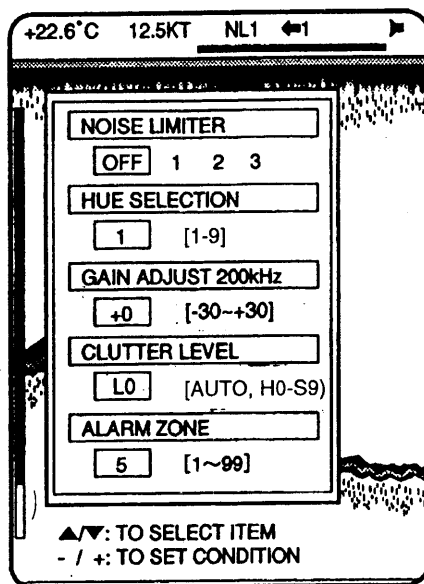 +22.6°C 12.5KT NL1 1
NOISE LIMITER
OFF 1 2 3
HUE SELECTION
1 [1-9]
GAIN ADJUST 200kHz
+0 [-30~+30]
CLUTTER LEVEL
L0 [AUTO, H0-S9)
ALARM ZONE
5 [1~99]
▲/▼: TO SELECT ITEM
- / +: TO SET CONDITION